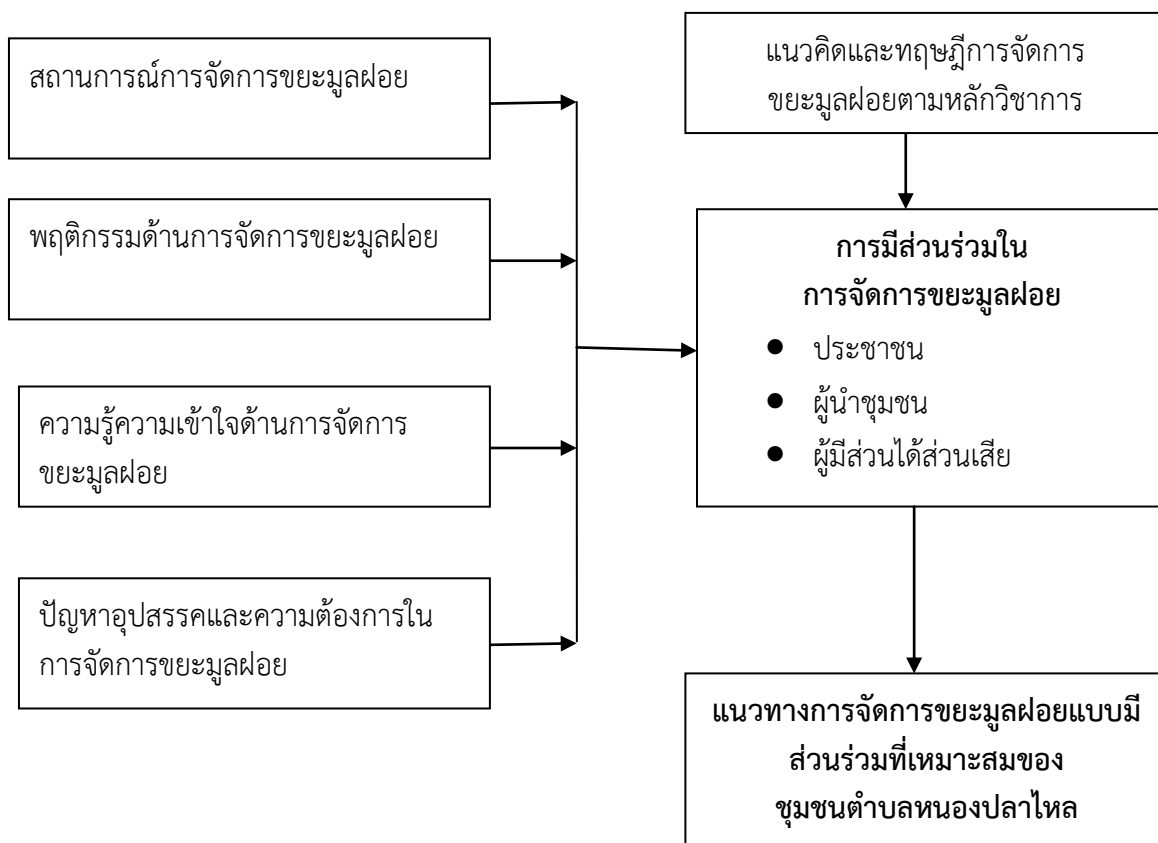 สถานการณ์การจัดการขยะมูลฝอย
พฤติกรรมด้านการจัดการขยะมูลฝอย
ความรู้ความเข้าใจด้านการจัดการ
ขยะมูลฝอย
ปัญหาอุปสรรคและความต้องการใน
การจัดการขยะมูลฝอย
แนวคิดและทฤษฎีการจัดการ
ขยะมูลฝอยตามหลักวิชาการ
การมีส่วนร่วมใน
การจัดการขยะมูลฝอย
● ประชาชน
● ผู้นำชุมชน
● ผู้มีส่วนได้ส่วนเสีย
แนวทางการจัดการขยะมูลฝอยแบบมี
ส่วนร่วมที่เหมาะสมของ
ชุมชนตำบลหนองปลาไหล